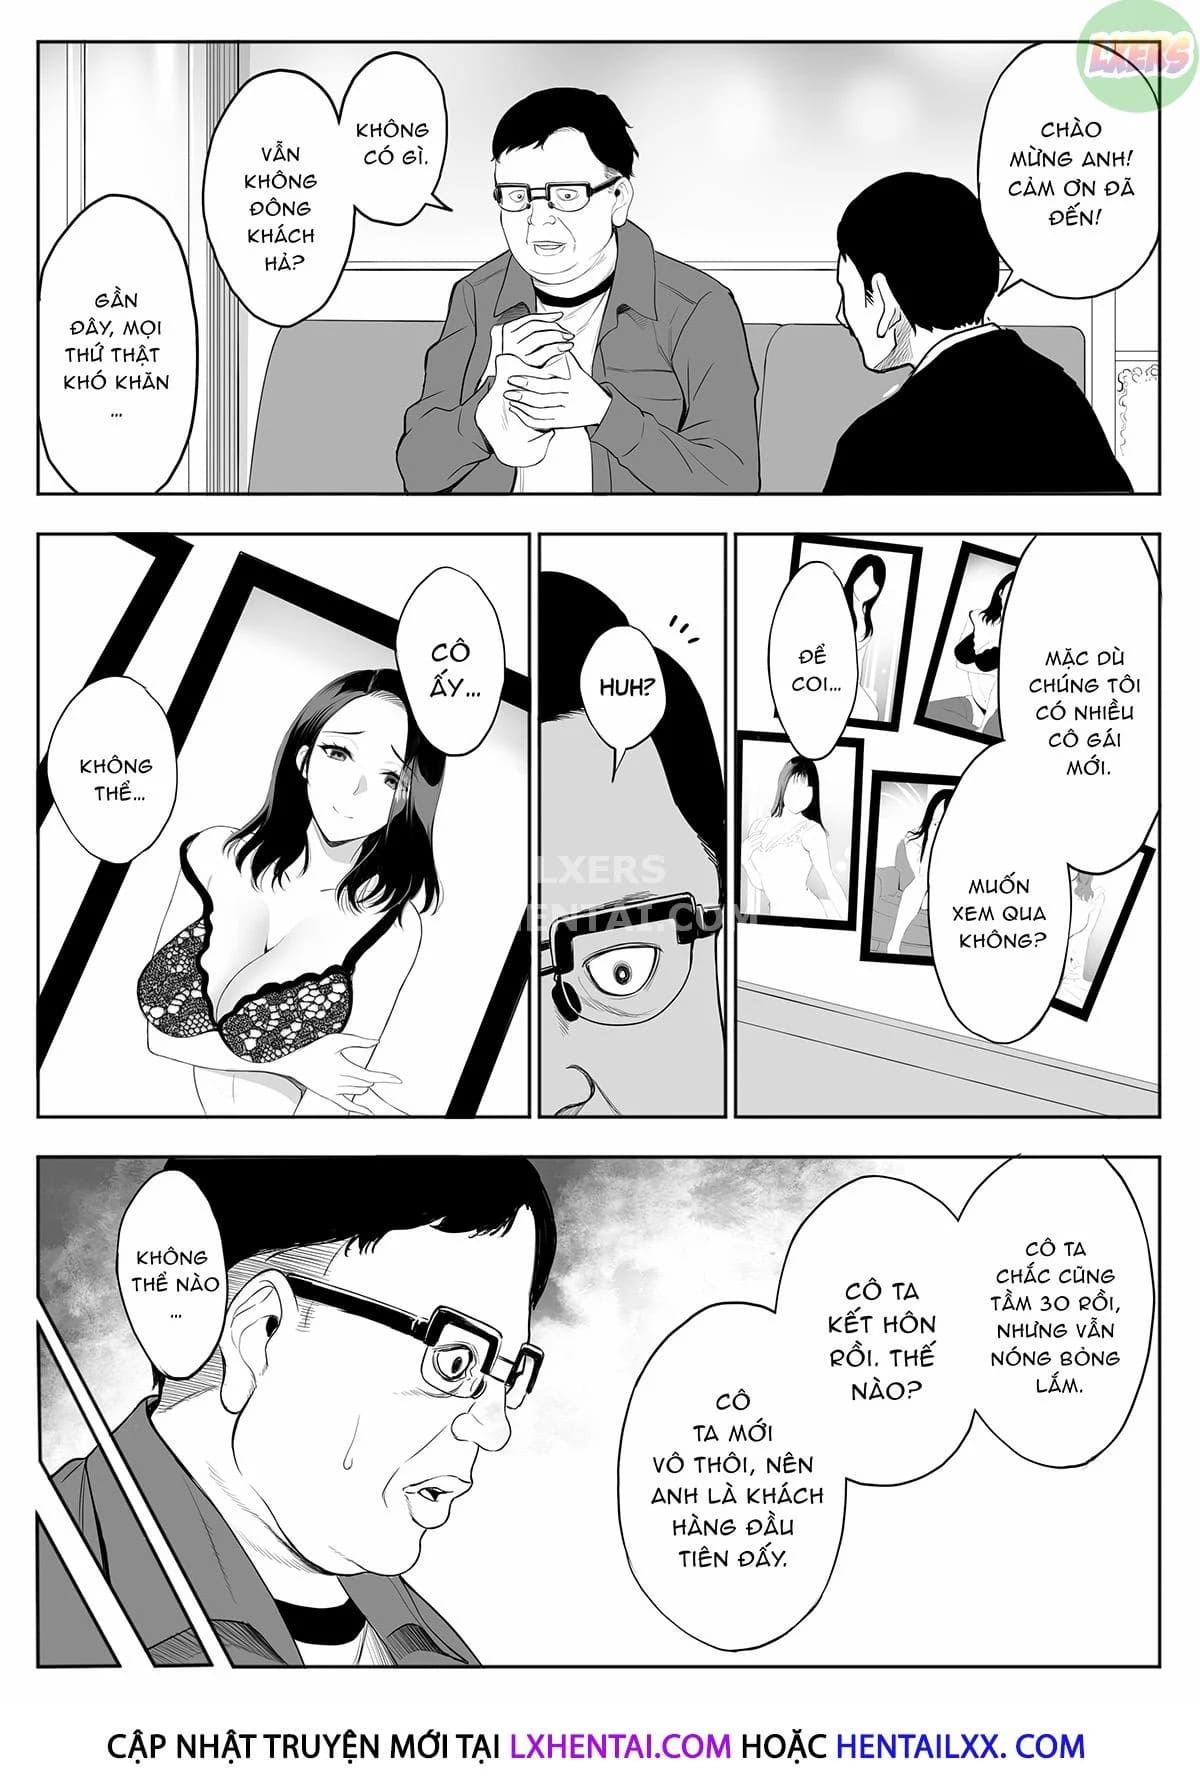 LXERS
CHÀO
MỪNG ANH!
CẢM ƠN ĐÃ
ĐẾN!
KHÔNG
CÓ GÌ.
VẪN
KHÔNG
ĐÔNG
KHÁCH
HẢ?
GẦN
ĐÂY, MỌI
THỨ THẬT
KHÓ KHĂN
...
MẶC DÙ
CHÚNG TÔI
CÓ NHIỀU
CÔ GÁI
MỚI.
MUỐN
XEM QUA
KHÔNG?
ĐỂ
COI...
HUH?
CÔ
ẤY...
KHÔNG
THỂ...
LXERS
HENTAI.COM
CÔ TA
CHẮC CŨNG
TẦM 30 RỒI,
NHƯNG VẪN
NÓNG BỎNG
LẮM.
CÔ TA
KẾT HÔN
RỒI. THẾ
NÀO?
CÔ
TA MỚI
VÔ THÔI, NÊN
ANH LÀ KHÁCH
HÀNG ĐẦU
TIÊN ĐẤY.
KHÔNG
THỂ NÀO
...
CẬP NHẬT TRUYỆN MỚI TẠI LXHENTAI.COM HOẶC HENTAILXX. COM